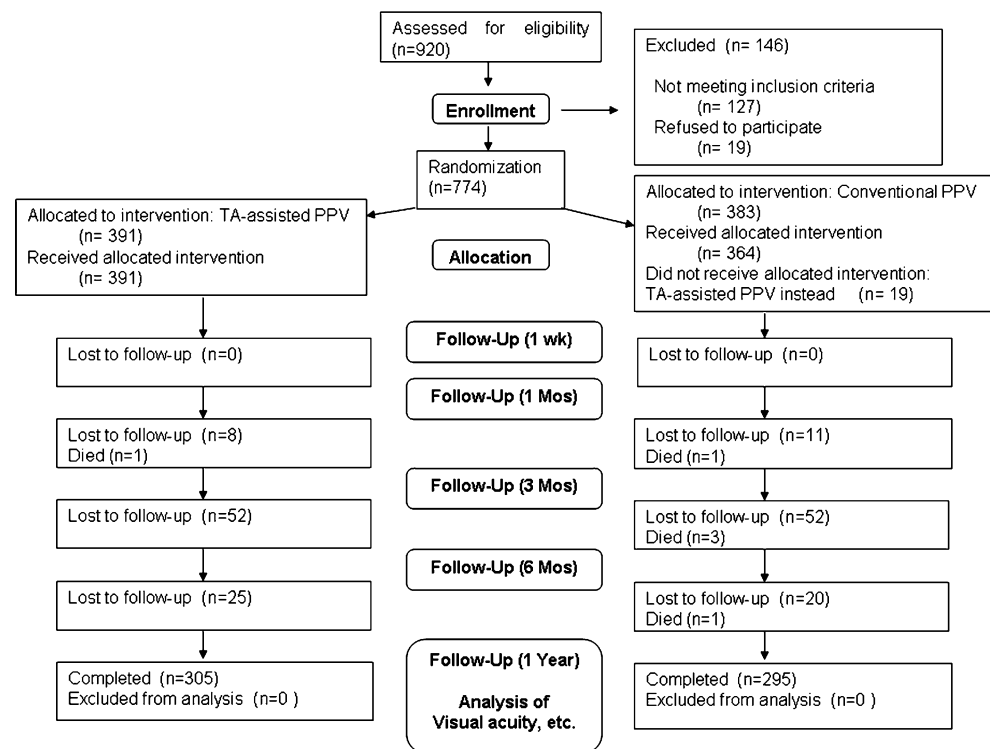 Assessed for eligibility
(n=920)
Excluded (n= 146)
Not meeting inclusion criteria
(n= 127)
Refused to participate
(n= 19)
Enrollment
Randomization
(n=774)
Allocated to intervention: TA-assisted PPV
(n= 391)
Received allocated intervention
(n= 391)
Allocation
Allocated to intervention: Conventional PPV
(n= 383)
Received allocated intervention
(n= 364)
Did not receive allocated intervention:
TA-assisted PPV instead (n= 19)
Follow-Up (1 wk)
Lost to follow-up (n=0)
Lost to follow-up (n=0)
Follow-Up (1 Mos)
Lost to follow-up (n=8)
Died (n=1)
Lost to follow-up (n=11)
Died (n=1)
Follow-Up (3 Mos)
Lost to follow-up (n=52)
Lost to follow-up (n=52)
Died (n=3)
Follow-Up (6 Mos)
Lost to follow-up (n=25)
Lost to follow-up (n=20)
Died (n=1)
Follow-Up (1 Year)
Analysis of
Visual acuity, etc.
Completed (n=305)
Excluded from analysis (n=0 )
Completed (n=295)
Excluded from analysis (n=0 )